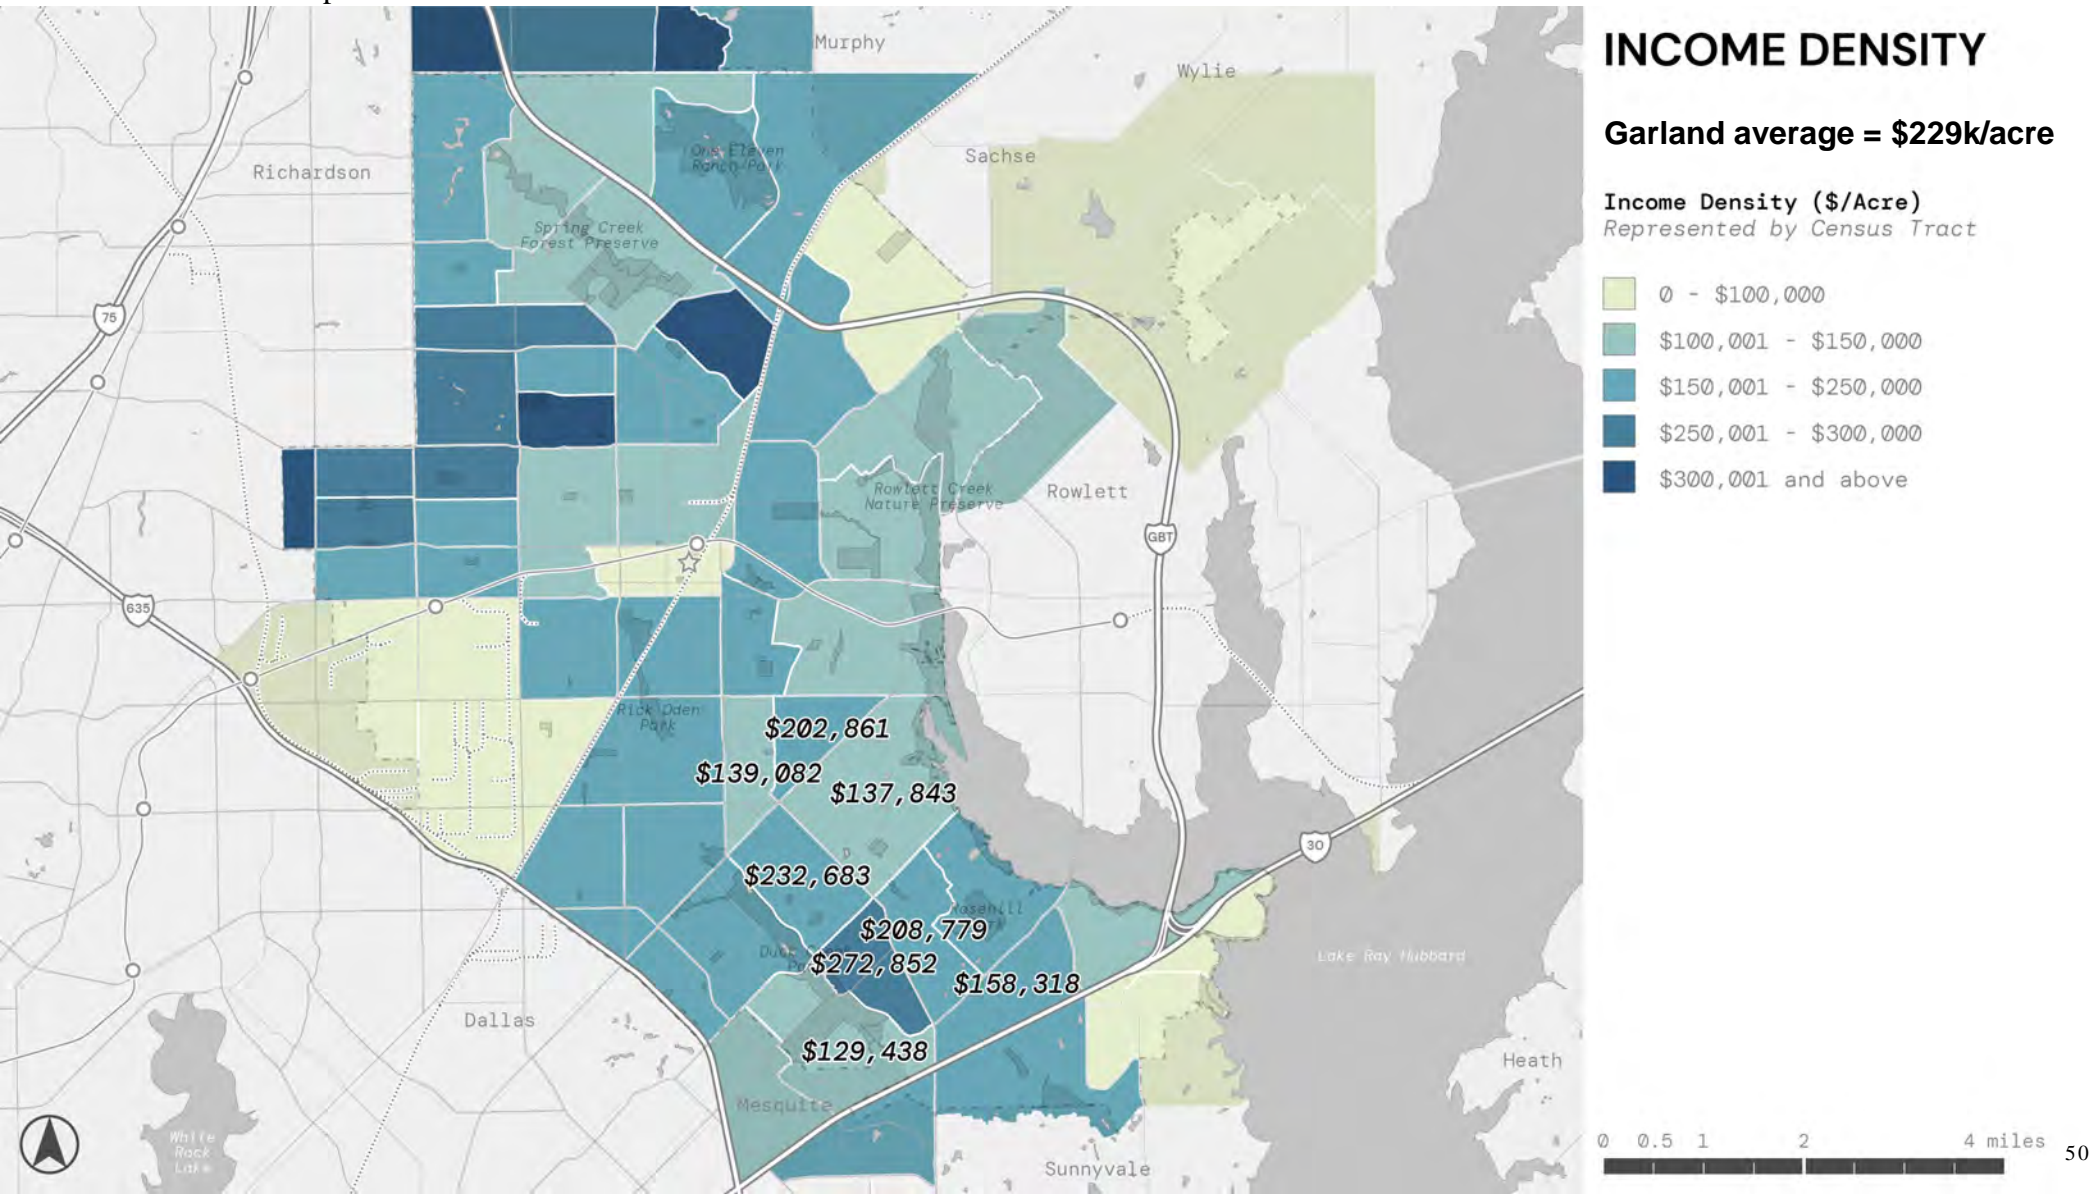 INCOME DENSITY
Garland average = $229k/acre
Income Density ($/Acre)
Represented by Census Tract
0 - $100,000
$100,001 - $150,000
$150,001 - $250,000
$250,001 - $300,000
$300,001 and above
Murphy
Wylie
Sachse
Richardson
One Eleven
Ranch Park
Spring Creek
Forest Preserve
75
Rowlett Creek
Nature Preserve
Rowlett
GBT
635
Rick Oden
Park
$202,861
$139,082
$137,843
30
$232,683
Rosehill
$208,779
$272,852
$158,318
Lake Ray Hubbard
Dallas
$129,438
Heath
Mesquite
White
Rock
Lake
Sunnyvale
0 0.5 1 2 4 miles
50